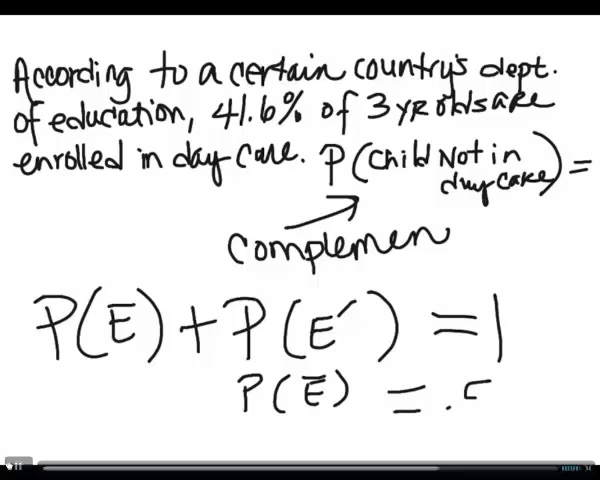 According to a certain country's dept.
of education, 41.6% of 3 yr olds are
enrolled in day care. P(Child Not in
day care) =
Complemen
P(E) + P(E') = 1
P(E) = .5